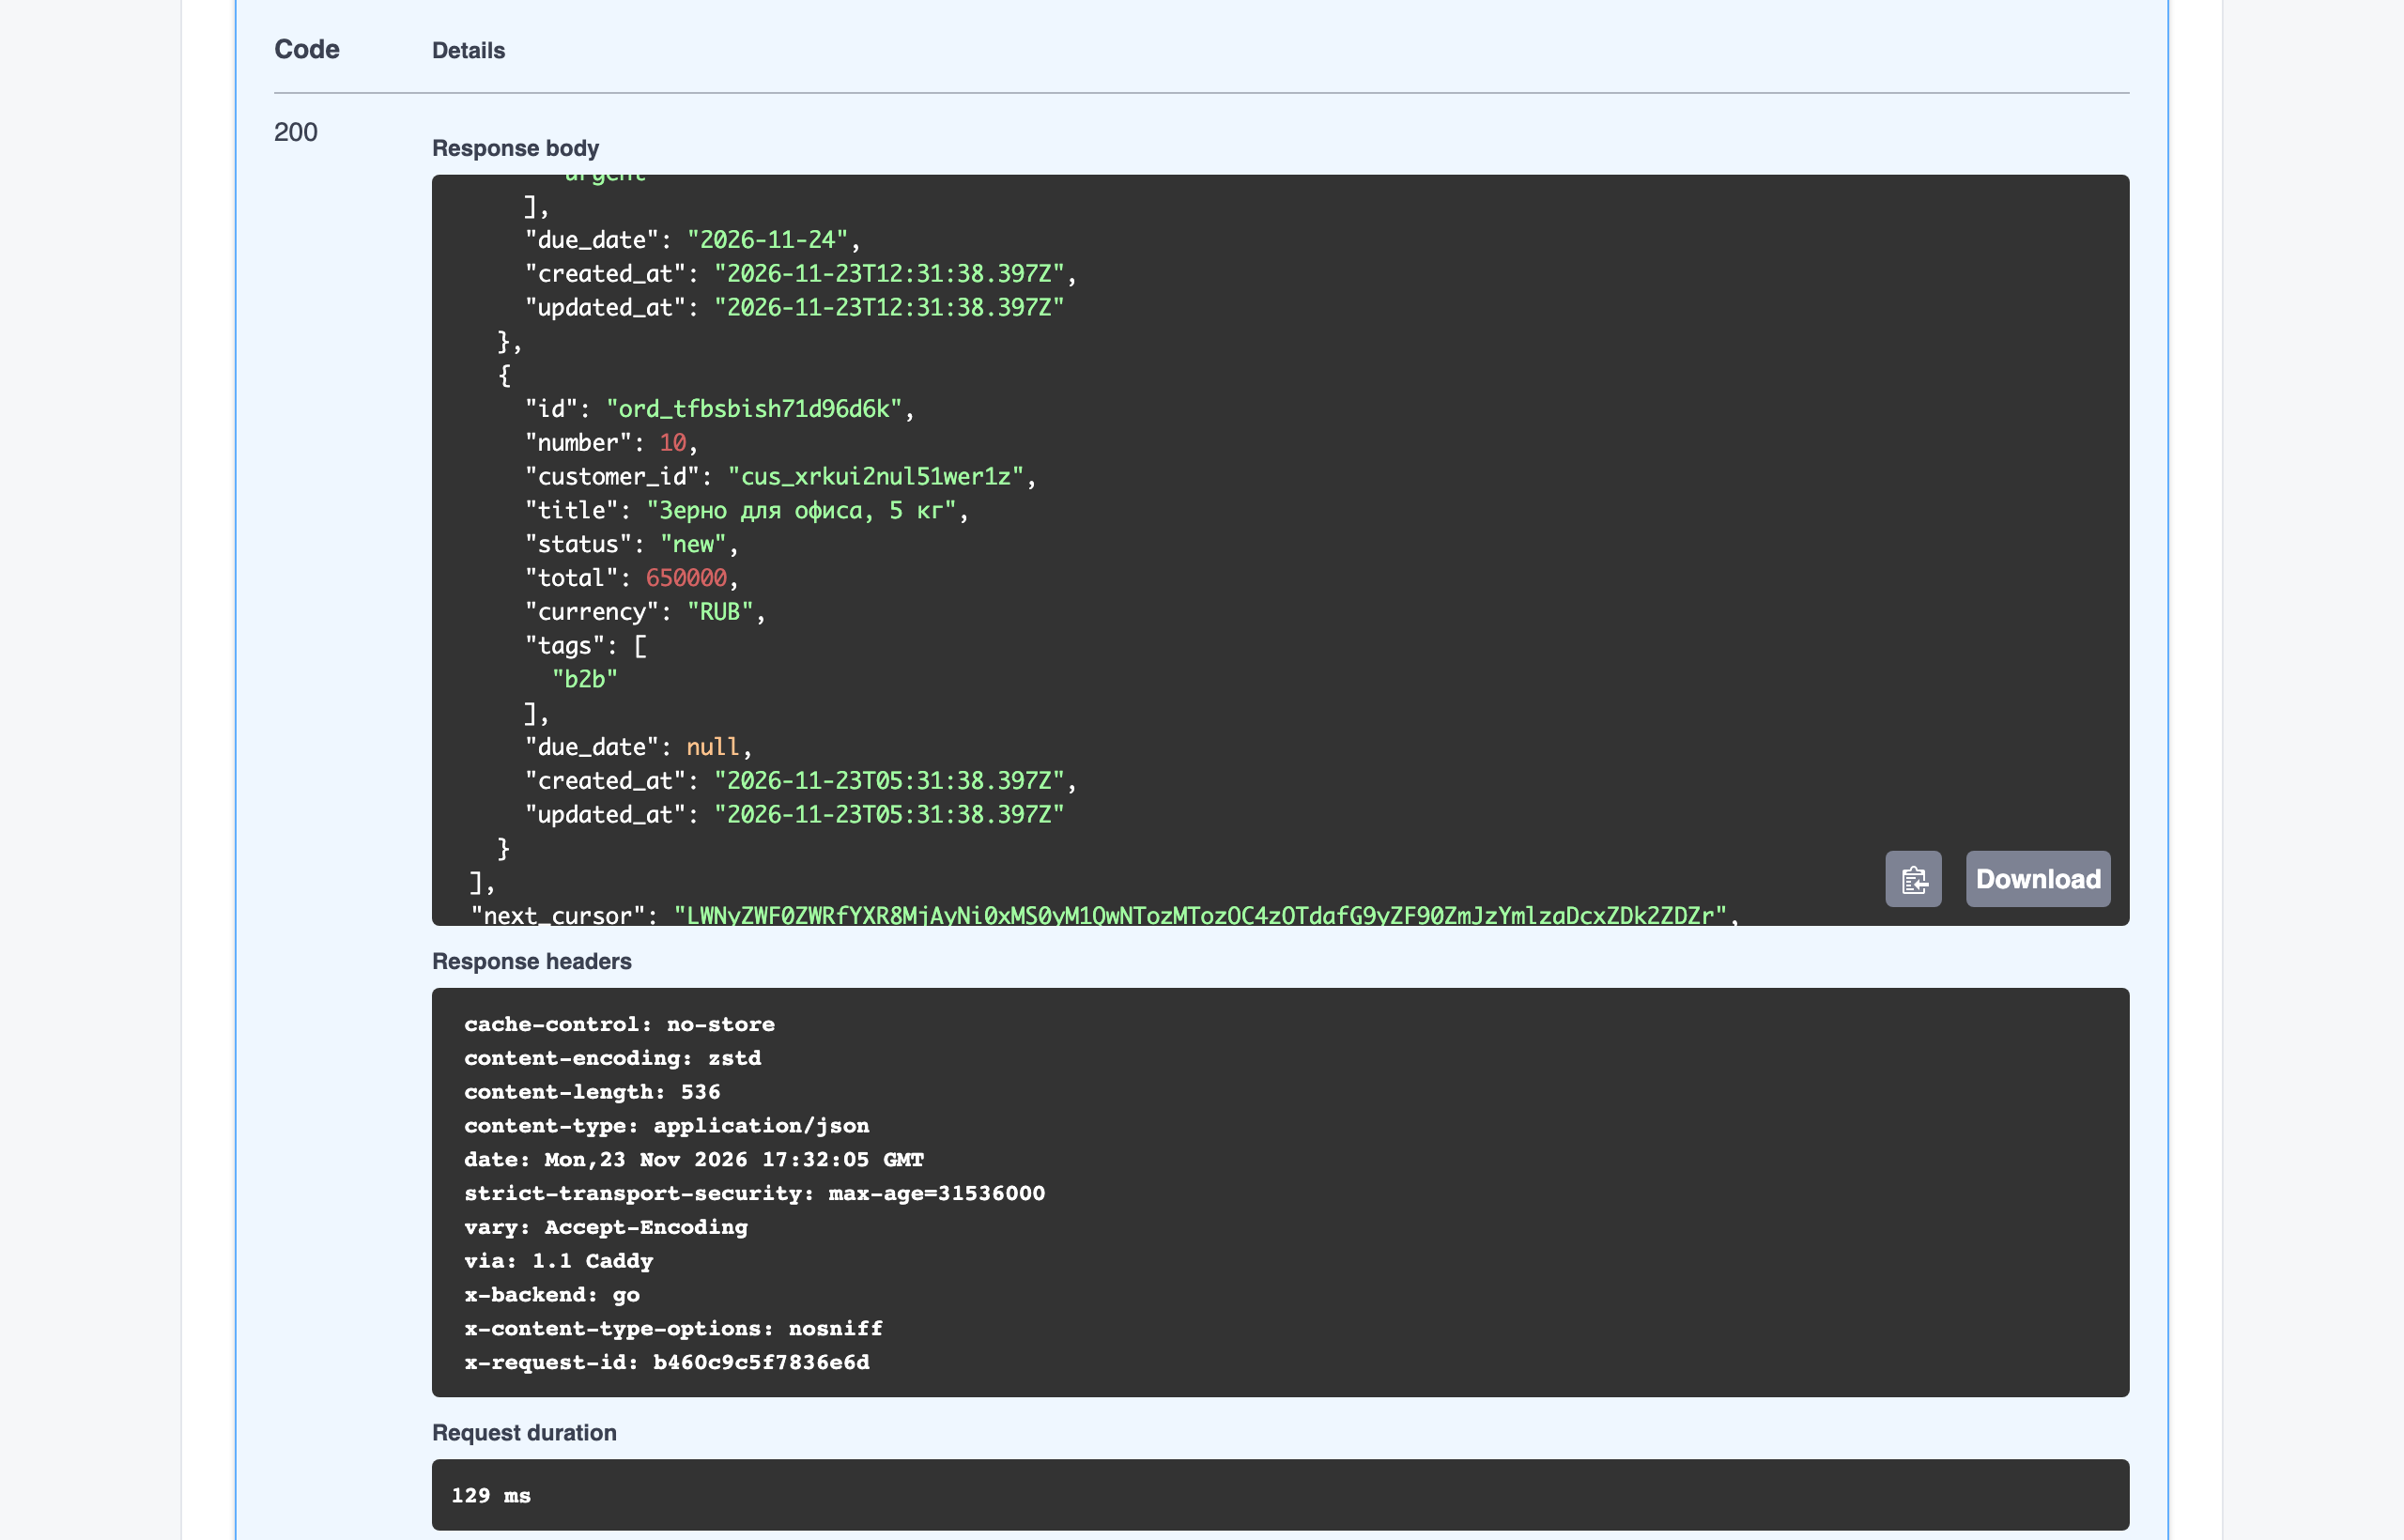 Code Details
200
Response body
"urgent"
],
"due_date": "2026-11-24",
"created_at": "2026-11-23T12:31:38.397Z",
"updated_at": "2026-11-23T12:31:38.397Z"
},
{
"id": "ord_tfbsbish71d96d6k",
"number": 10,
"customer_id": "cus_xrkui2nul51wer1z",
"title": "Зерно для офиса, 5 кг",
"status": "new",
"total": 650000,
"currency": "RUB",
"tags": [
"b2b"
],
"due_date": null,
"created_at": "2026-11-23T05:31:38.397Z",
"updated_at": "2026-11-23T05:31:38.397Z"
}
],
Download
"next_cursor": "LWNyZWF0ZWRfYXR8MjAyNi0xMS0yM1QwNTozMTozOC4zOTdafG9yZF90ZmJzYmlzaDcxZDk2ZDZr",
Response headers
cache-control: no-store
content-encoding: zstd
content-length: 536
content-type: application/json
date: Mon,23 Nov 2026 17:32:05 GMT
strict-transport-security: max-age=31536000
vary: Accept-Encoding
via: 1.1 Caddy
x-backend: go
x-content-type-options: nosniff
x-request-id: b460c9c5f7836e6d
Request duration
129 ms